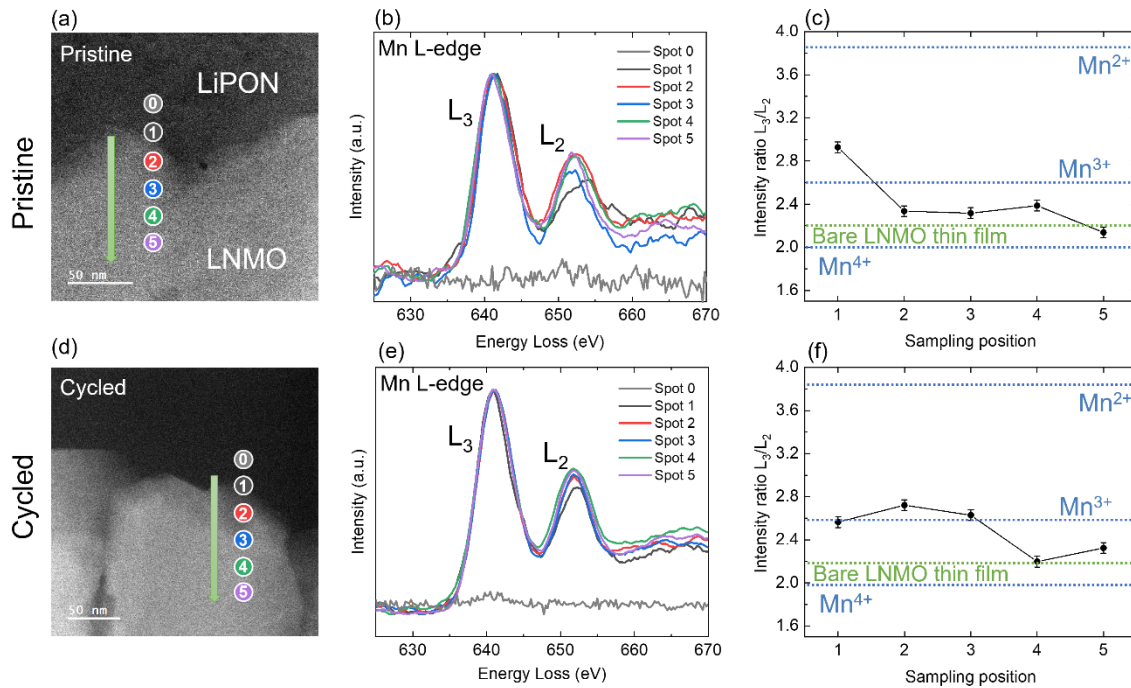 Pristine
(a)
Pristine
LiPON
LNMO
0
1
2
3
4
5
50 nm
(b)
Mn L-edge
L₃
L₂
Spot 0
Spot 1
Spot 2
Spot 3
Spot 4
Spot 5
Intensity (a.u.)
630 640 650 660 670
Energy Loss (eV)
(c)
Intensity ratio L₃/L₂
4.0
3.6
3.2
2.8
2.4
2.0
1.6
Mn²⁺
Mn³⁺
Bare LNMO thin film
Mn⁴⁺
1 2 3 4 5
Sampling position
Cycled
(d)
Cycled
0
1
2
3
4
5
50 nm
(e)
Mn L-edge
L₃
L₂
Spot 0
Spot 1
Spot 2
Spot 3
Spot 4
Spot 5
Intensity (a.u.)
630 640 650 660 670
Energy Loss (eV)
(f)
Intensity ratio L₃/L₂
4.0
3.6
3.2
2.8
2.4
2.0
1.6
Mn²⁺
Mn³⁺
Bare LNMO thin film
Mn⁴⁺
1 2 3 4 5
Sampling position